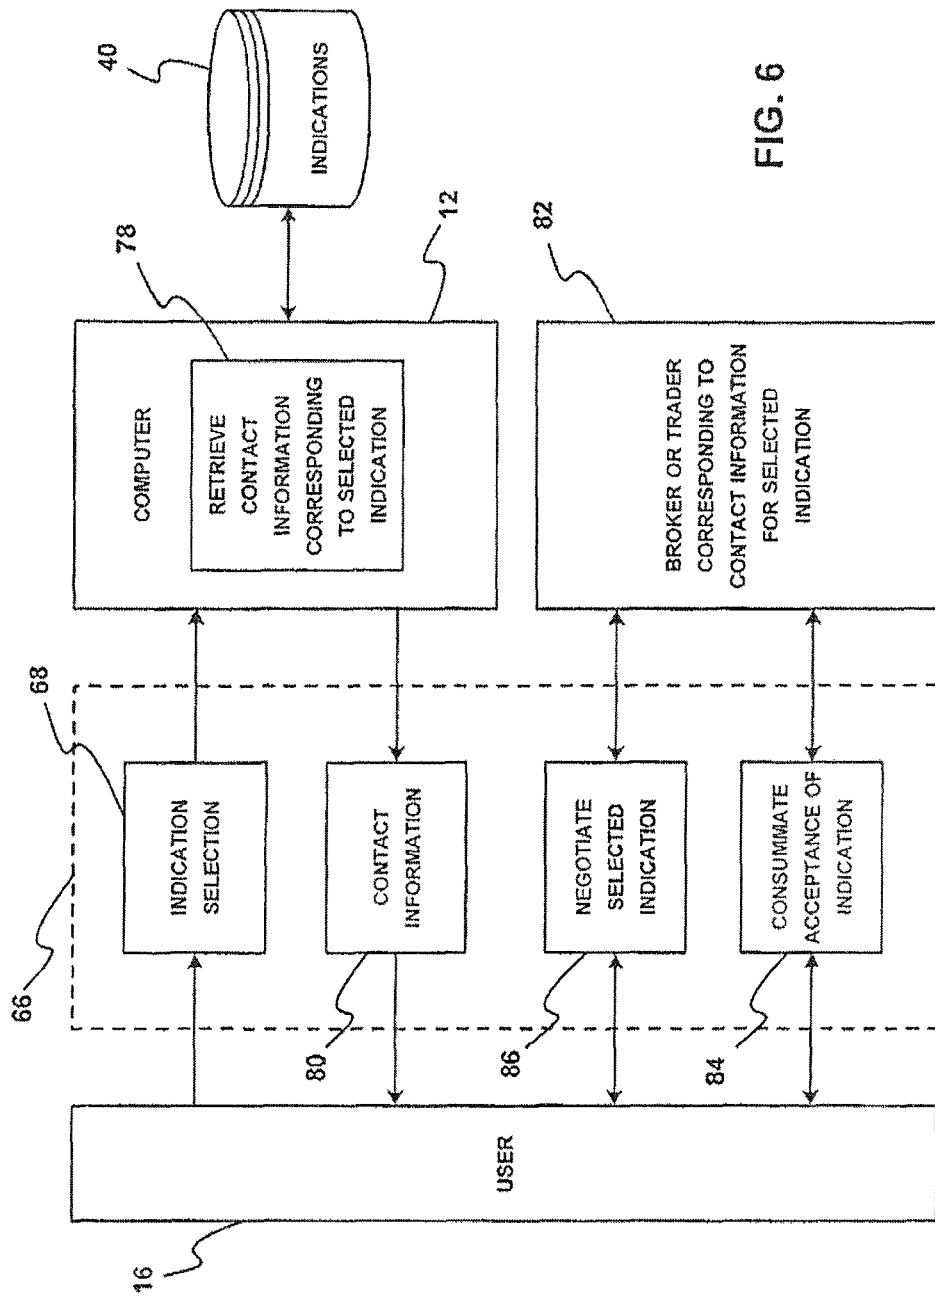 66
68
78
40
INDICATION
SELECTION
COMPUTER
RETRIEVE
CONTACT
INFORMATION
CORRESPONDING
TO SELECTED
INDICATION
INDICATIONS
12
80
CONTACT
INFORMATION
16
USER
86
NEGOTIATE
SELECTED
INDICATION
82
BROKER OR TRADER
CORRESPONDING TO
CONTACT INFORMATION
FOR SELECTED
INDICATION
84
CONSUMMATE
ACCEPTANCE OF
INDICATION
FIG. 6